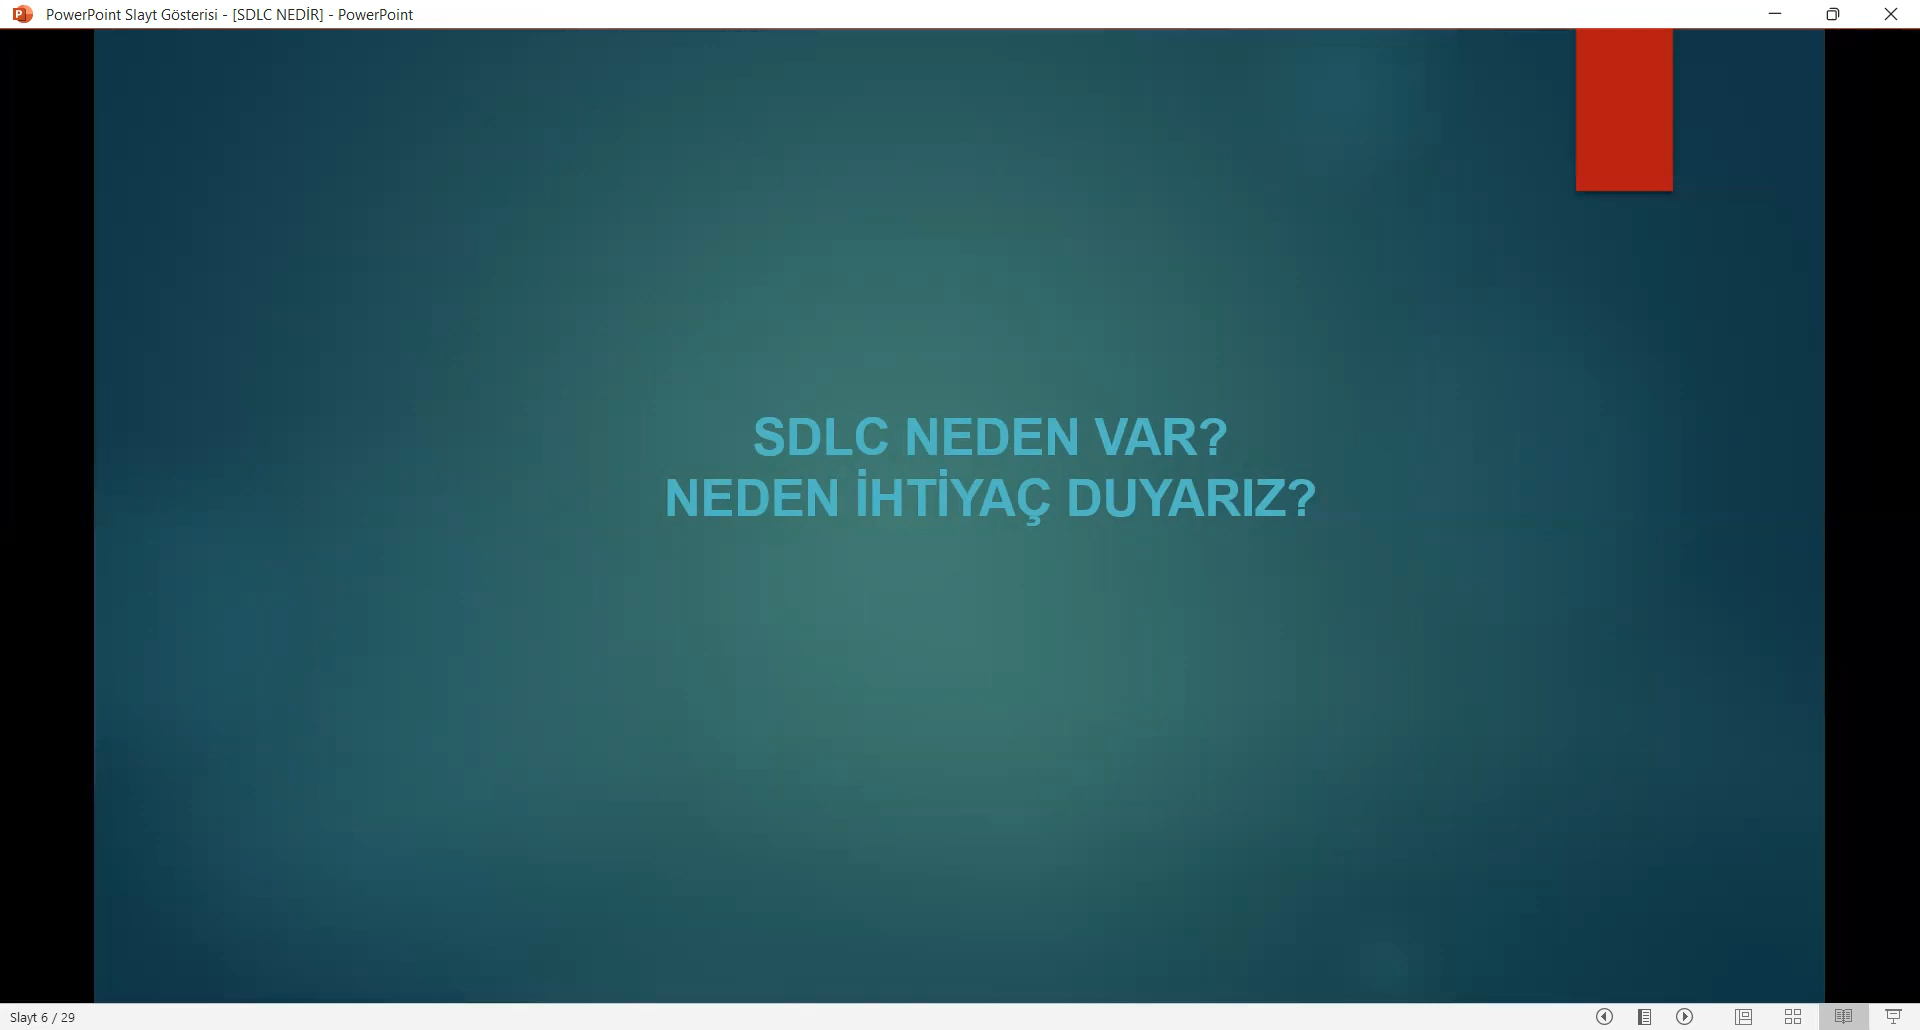 PowerPoint Slayt Gösterisi - [SDLC NEDİR] - PowerPoint
SDLC NEDEN VAR?
NEDEN İHTİYAÇ DUYARIZ?
Slayt 6 / 29